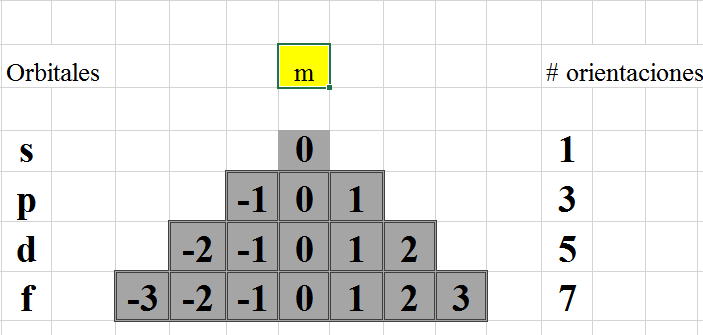 Orbitales m # orientaciones
s 0 1
p -1 0 1 3
d -2 -1 0 1 2 5
f -3 -2 -1 0 1 2 3 7